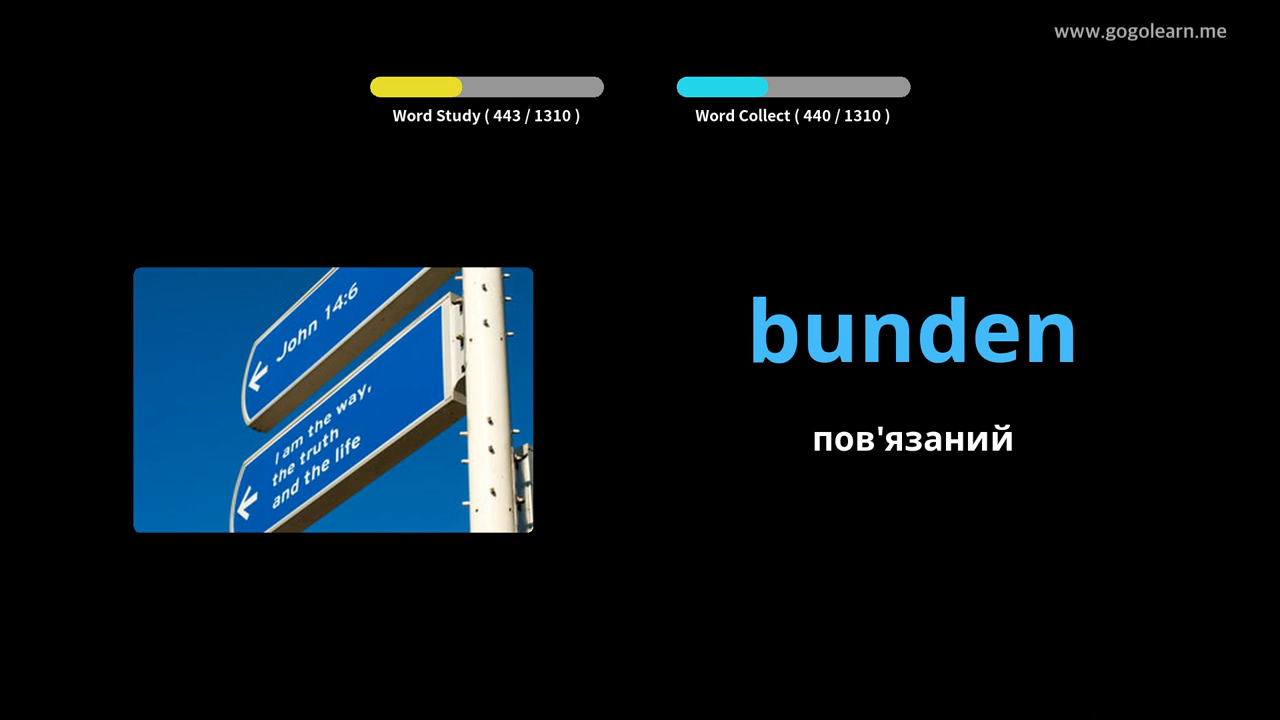 www.gogolearn.me
Word Study ( 443 / 1310 )
Word Collect ( 440 / 1310 )
John 14:6
I am the way,
the truth
and the life
bunden
пов'язаний